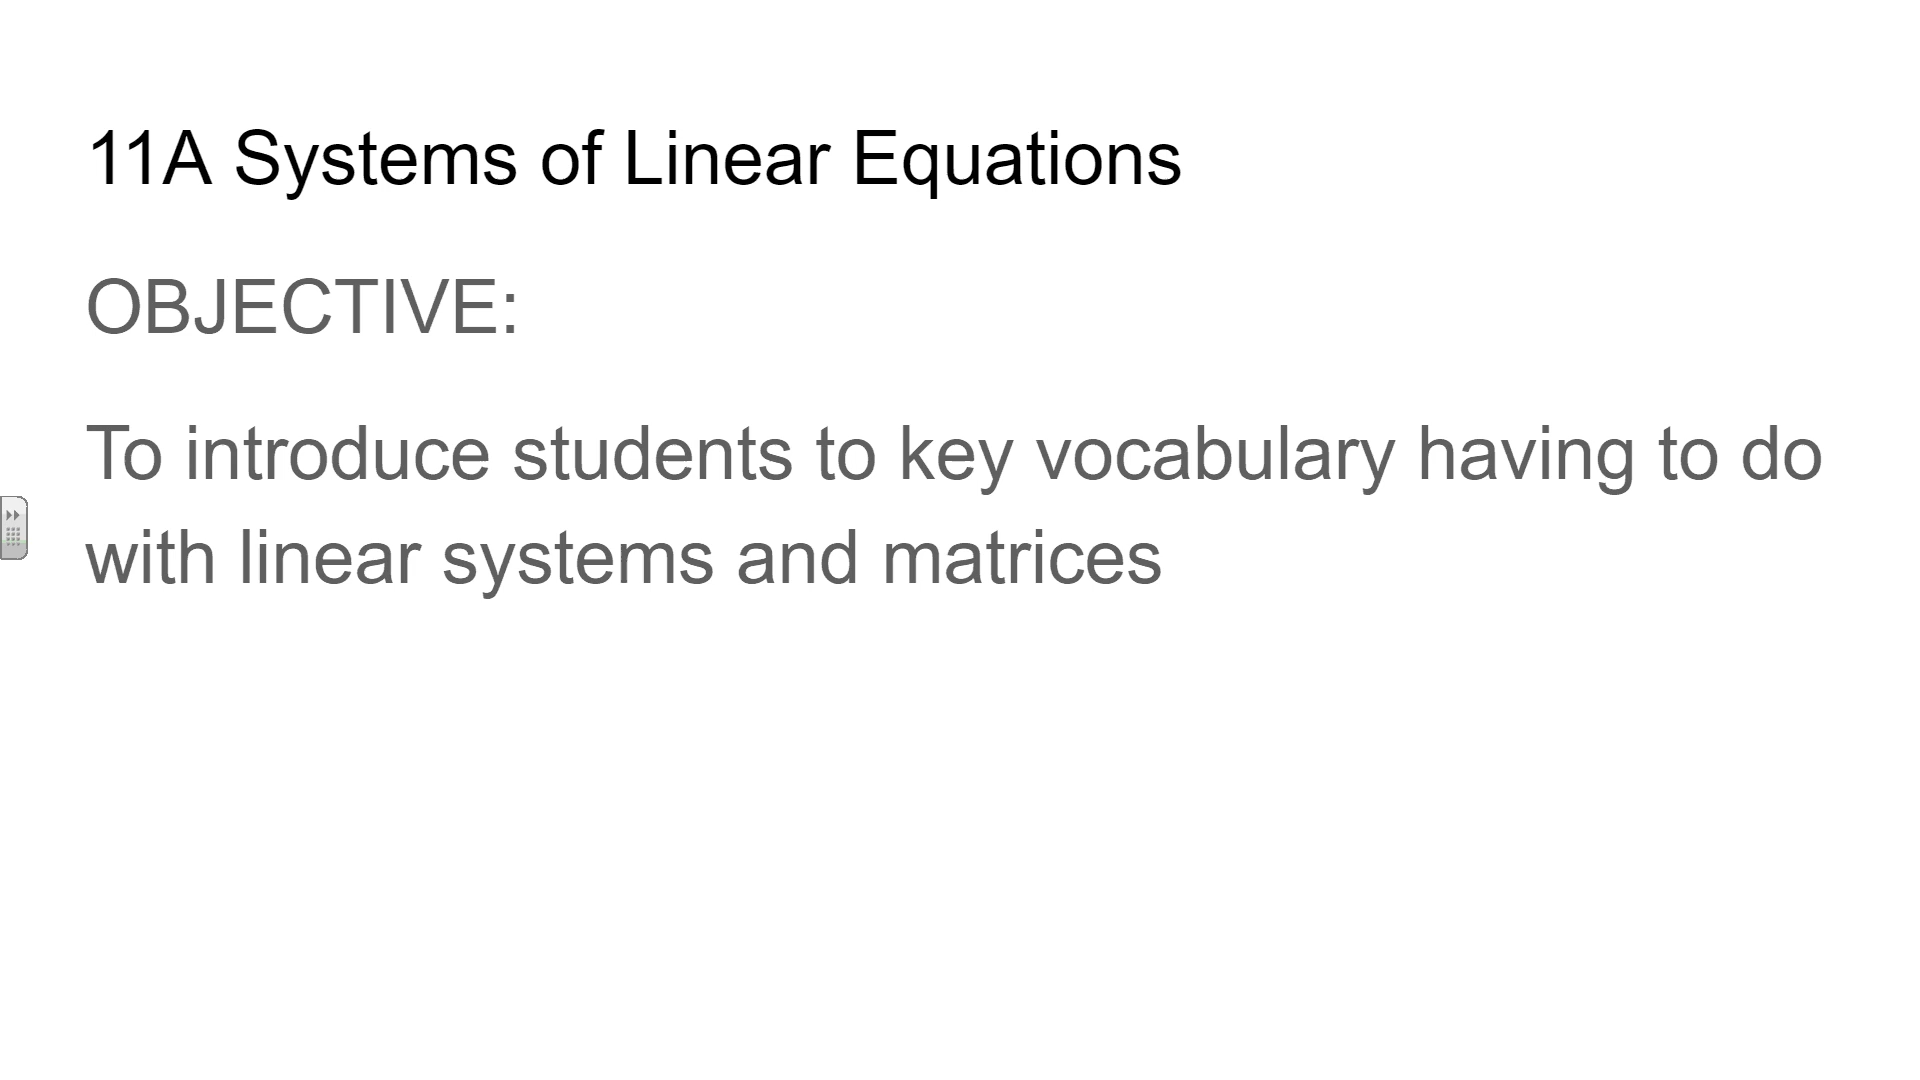 11A Systems of Linear Equations
OBJECTIVE:
To introduce students to key vocabulary having to do
with linear systems and matrices